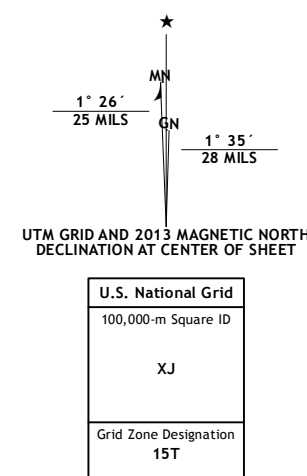 ★
MN
1° 26´
25 MILS
GN
1° 35´
28 MILS
UTM GRID AND 2013 MAGNETIC NORTH
DECLINATION AT CENTER OF SHEET
U.S. National Grid
100,000-m Square ID
XJ
Grid Zone Designation
15T